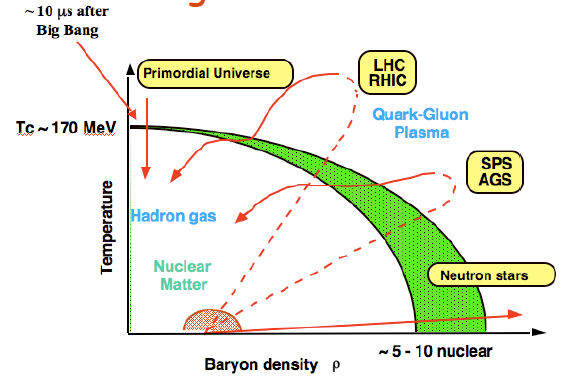 ~ 10 μs after
Big Bang
Primordial Universe
LHC
RHIC
Tc ~ 170 MeV
Quark-Gluon
Plasma
SPS
AGS
Temperature
Hadron gas
Nuclear
Matter
Neutron stars
~ 5 - 10 nuclear
Baryon density ρ